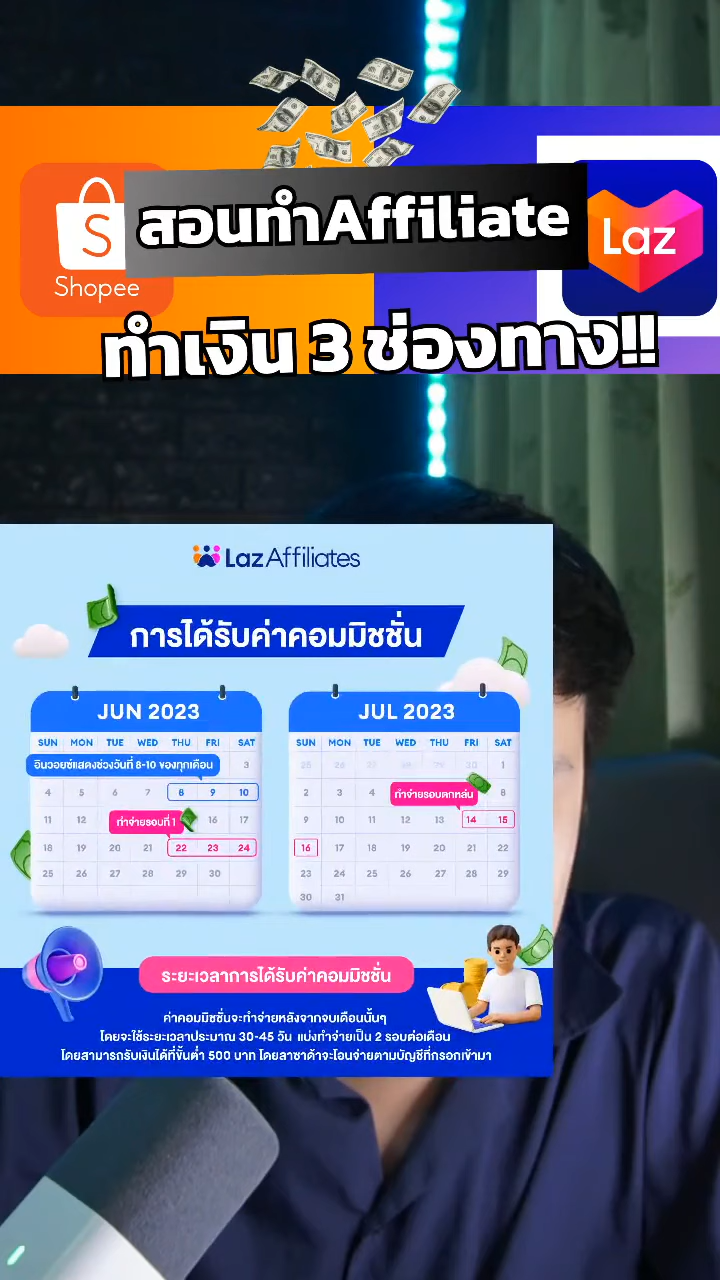 สอนทำAffiliate
S
Shopee
Laz
ทำเงิน 3 ช่องทาง!!
LazAffiliates
การได้รับค่าคอมมิชชั่น
JUN 2023
SUN MON TUE WED THU FRI SAT
อินวอยซ์แสดงช่วงวันที่ 8-10 ของทุกเดือน 3
4 5 6 7 8 9 10
11 12 ทำจ่ายรอบที่ 1 16 17
18 19 20 21 22 23 24
25 26 27 28 29 30
JUL 2023
SUN MON TUE WED THU FRI SAT
25 26 27 28 29 30 1
2 3 4 ทำจ่ายรอบตกหล่น 8
9 10 11 12 13 14 15
16 17 18 19 20 21 22
23 24 25 26 27 28 29
30 31
ระยะเวลาการได้รับค่าคอมมิชชั่น
ค่าคอมมิชชั่นจะทำจ่ายหลังจากจบเดือนนั้นๆ
โดยจะใช้ระยะเวลาประมาณ 30-45 วัน แบ่งทำจ่ายเป็น 2 รอบต่อเดือน
โดยสามารถรับเงินได้ที่ขั้นต่ำ 500 บาท โดยลาซาด้าจะโอนจ่ายตามบัญชีที่กรอกเข้ามา